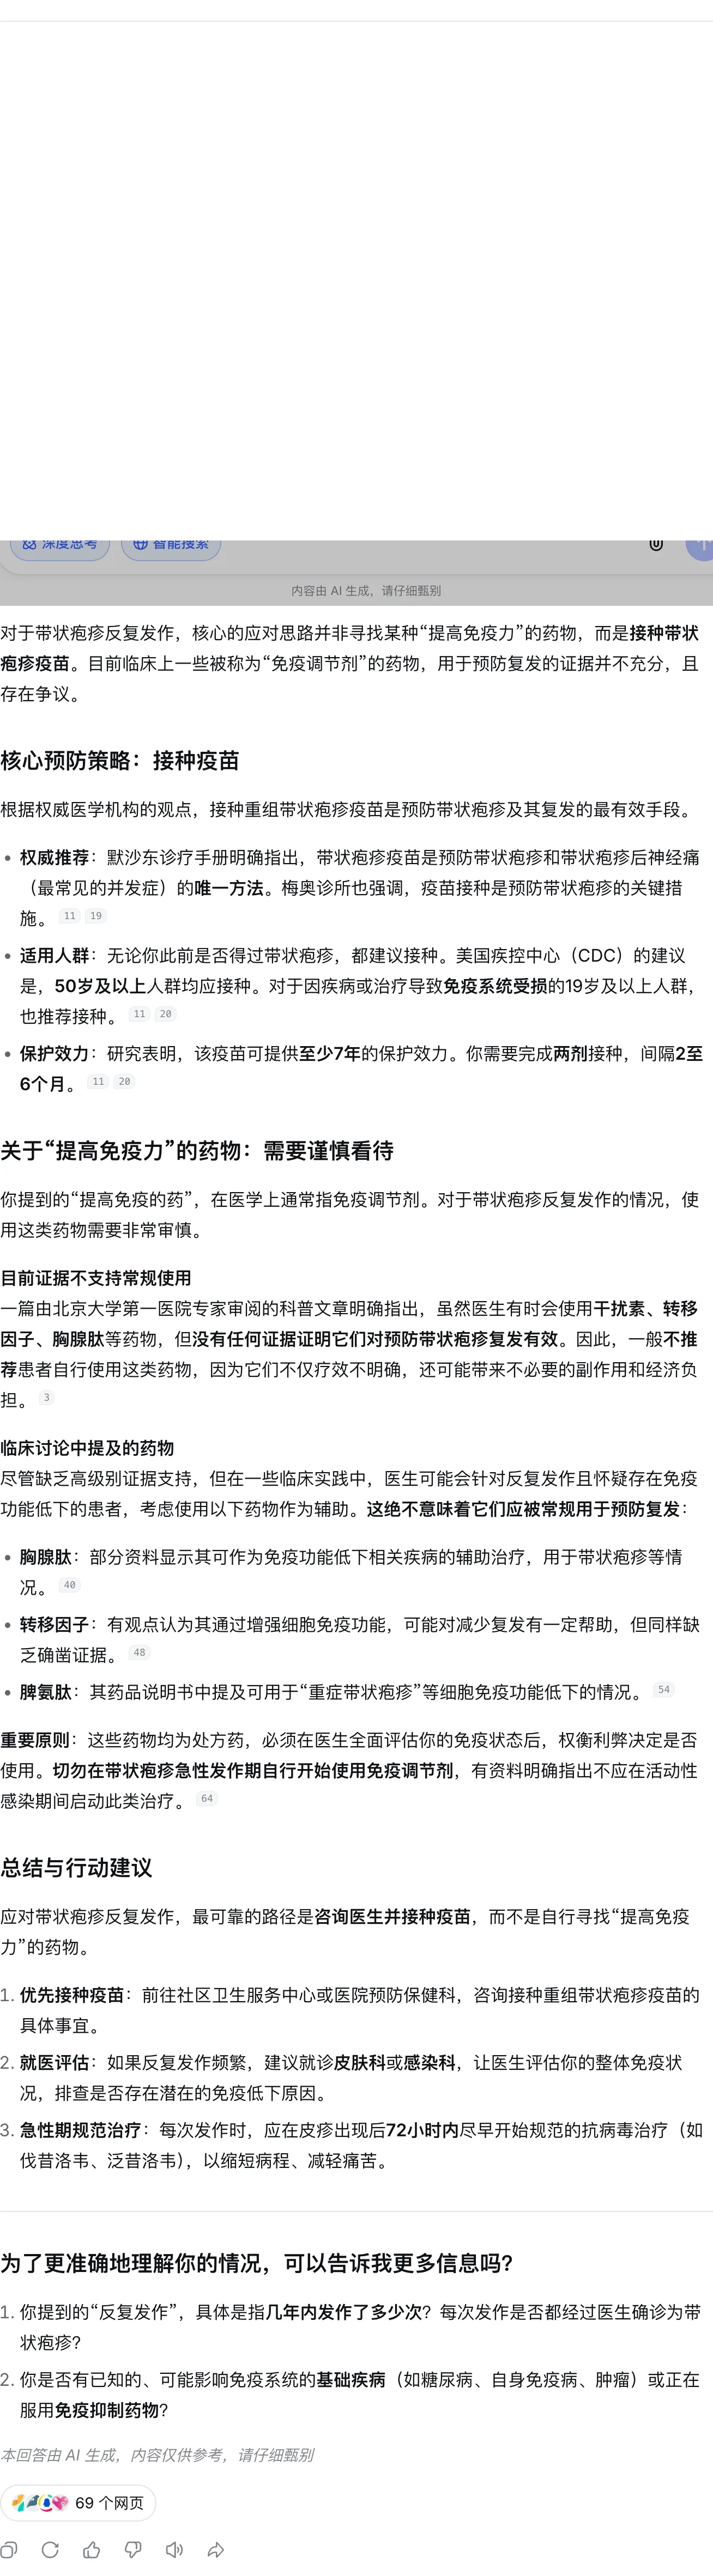 深度思考 智能搜索
内容由 AI 生成，请仔细甄别
对于带状疱疹反复发作，核心的应对思路并非寻找某种“提高免疫力”的药物，而是接种带状
疱疹疫苗。目前临床上一些被称为“免疫调节剂”的药物，用于预防复发的证据并不充分，且
存在争议。
核心预防策略：接种疫苗
根据权威医学机构的观点，接种重组带状疱疹疫苗是预防带状疱疹及其复发的最有效手段。
• 权威推荐：默沙东诊疗手册明确指出，带状疱疹疫苗是预防带状疱疹和带状疱疹后神经痛
（最常见的并发症）的唯一方法。梅奥诊所也强调，疫苗接种是预防带状疱疹的关键措
施。 11 19
• 适用人群：无论你此前是否得过带状疱疹，都建议接种。美国疾控中心（CDC）的建议
是，50岁及以上人群均应接种。对于因疾病或治疗导致免疫系统受损的19岁及以上人群，
也推荐接种。 11 20
• 保护效力：研究表明，该疫苗可提供至少7年的保护效力。你需要完成两剂接种，间隔2至
6个月。 11 20
关于“提高免疫力”的药物：需要谨慎看待
你提到的“提高免疫的药”，在医学上通常指免疫调节剂。对于带状疱疹反复发作的情况，使
用这类药物需要非常审慎。
目前证据不支持常规使用
一篇由北京大学第一医院专家审阅的科普文章明确指出，虽然医生有时会使用干扰素、转移
因子、胸腺肽等药物，但没有任何证据证明它们对预防带状疱疹复发有效。因此，一般不推
荐患者自行使用这类药物，因为它们不仅疗效不明确，还可能带来不必要的副作用和经济负
担。 3
临床讨论中提及的药物
尽管缺乏高级别证据支持，但在一些临床实践中，医生可能会针对反复发作且怀疑存在免疫
功能低下的患者，考虑使用以下药物作为辅助。这绝不意味着它们应被常规用于预防复发：
• 胸腺肽：部分资料显示其可作为免疫功能低下相关疾病的辅助治疗，用于带状疱疹等情
况。 40
• 转移因子：有观点认为其通过增强细胞免疫功能，可能对减少复发有一定帮助，但同样缺
乏确凿证据。 48
• 脾氨肽：其药品说明书中提及可用于“重症带状疱疹”等细胞免疫功能低下的情况。 54
重要原则：这些药物均为处方药，必须在医生全面评估你的免疫状态后，权衡利弊决定是否
使用。切勿在带状疱疹急性发作期自行开始使用免疫调节剂，有资料明确指出不应在活动性
感染期间启动此类治疗。 64
总结与行动建议
应对带状疱疹反复发作，最可靠的路径是咨询医生并接种疫苗，而不是自行寻找“提高免疫
力”的药物。
1. 优先接种疫苗：前往社区卫生服务中心或医院预防保健科，咨询接种重组带状疱疹疫苗的
具体事宜。
2. 就医评估：如果反复发作频繁，建议就诊皮肤科或感染科，让医生评估你的整体免疫状
况，排查是否存在潜在的免疫低下原因。
3. 急性期规范治疗：每次发作时，应在皮疹出现后72小时内尽早开始规范的抗病毒治疗（如
伐昔洛韦、泛昔洛韦），以缩短病程、减轻痛苦。
为了更准确地理解你的情况，可以告诉我更多信息吗？
1. 你提到的“反复发作”，具体是指几年内发作了多少次？每次发作是否都经过医生确诊为带
状疱疹？
2. 你是否有已知的、可能影响免疫系统的基础疾病（如糖尿病、自身免疫病、肿瘤）或正在
服用免疫抑制药物？
本回答由 AI 生成，内容仅供参考，请仔细甄别
69 个网页